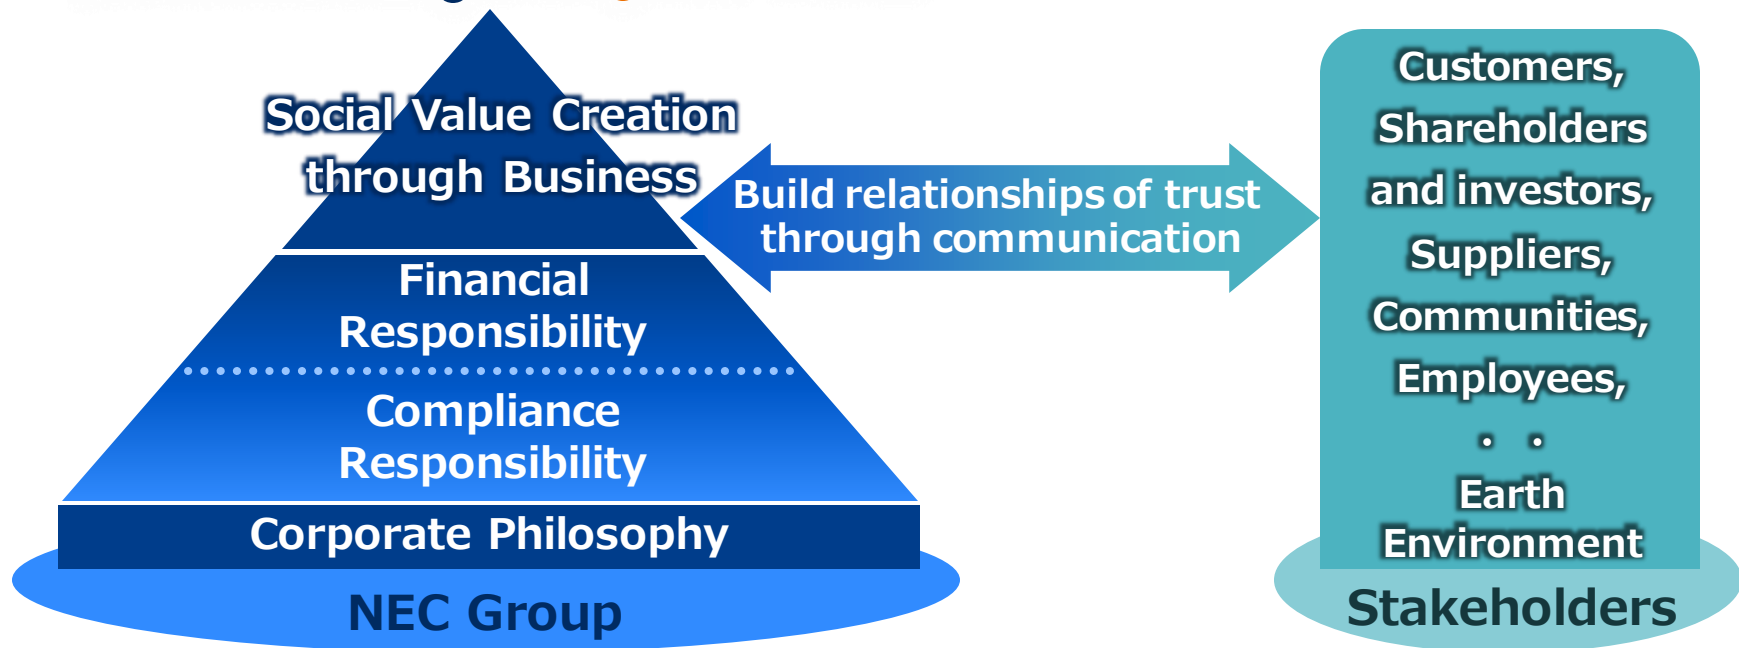 Social Value Creation
through Business
Financial
Responsibility
Compliance
Responsibility
Corporate Philosophy
NEC Group
Build relationships of trust
through communication
Customers,
Shareholders
and investors,
Suppliers,
Communities,
Employees,
・ ・
Earth
Environment
Stakeholders